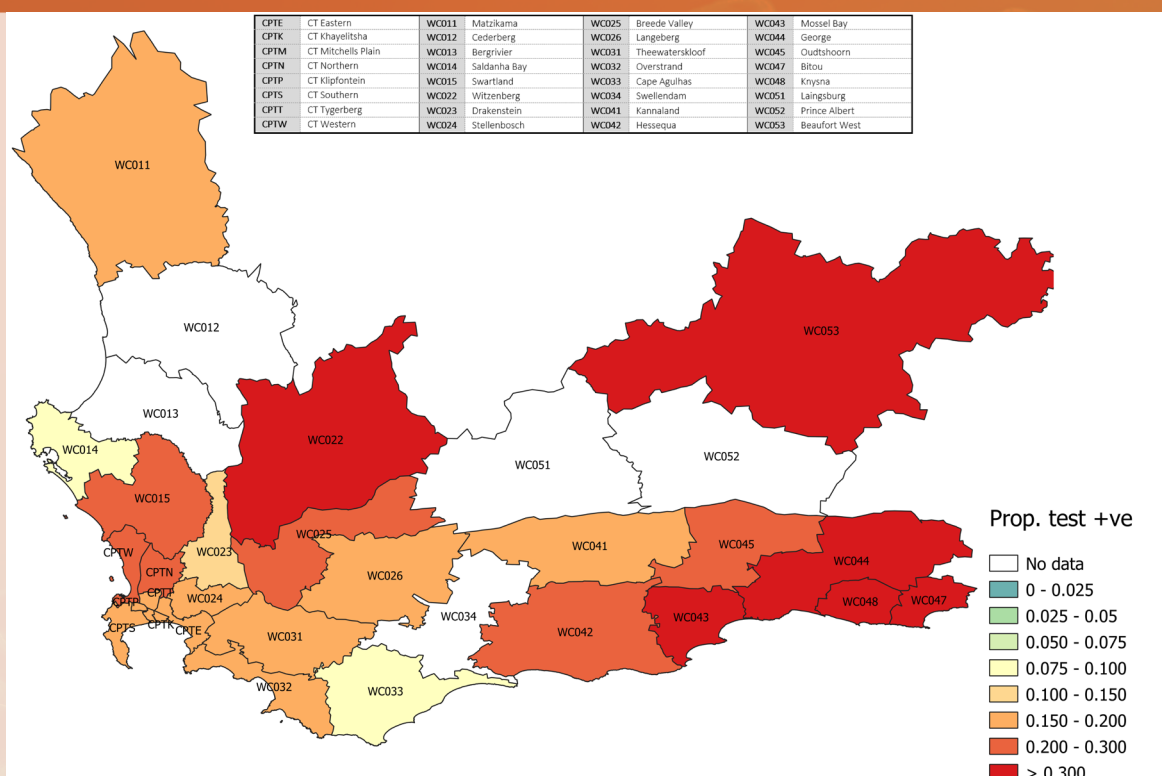 CPTE CT Eastern WC011 Matzikama WC025 Breede Valley WC043 Mossel Bay
CPTK CT Khayelitsha WC012 Cederberg WC026 Langeberg WC044 George
CPTM CT Mitchells Plain WC013 Bergrivier WC031 Theewaterskloof WC045 Oudtshoorn
CPTN CT Northern WC014 Saldanha Bay WC032 Overstrand WC047 Bitou
CPTP CT Klipfontein WC015 Swartland WC033 Cape Agulhas WC048 Knysna
CPTS CT Southern WC022 Witzenberg WC034 Swellendam WC051 Laingsburg
CPTT CT Tygerberg WC023 Drakenstein WC041 Kannaland WC052 Prince Albert
CPTW CT Western WC024 Stellenbosch WC042 Hessequa WC053 Beaufort West
WC011
WC012
WC053
WC013
WC022
WC014
WC051
WC052
WC015
WC025
WC041
WC045
CPTW
WC023
WC044
CPTN
WC026
WC024
CPTP
WC048
WC047
WC034
WC043
CPTS
CPTK
CPTE
WC031
WC042
WC032
WC033
Prop. test +ve
No data
0 - 0.025
0.025 - 0.05
0.050 - 0.075
0.075 - 0.100
0.100 - 0.150
0.150 - 0.200
0.200 - 0.300
> 0.300